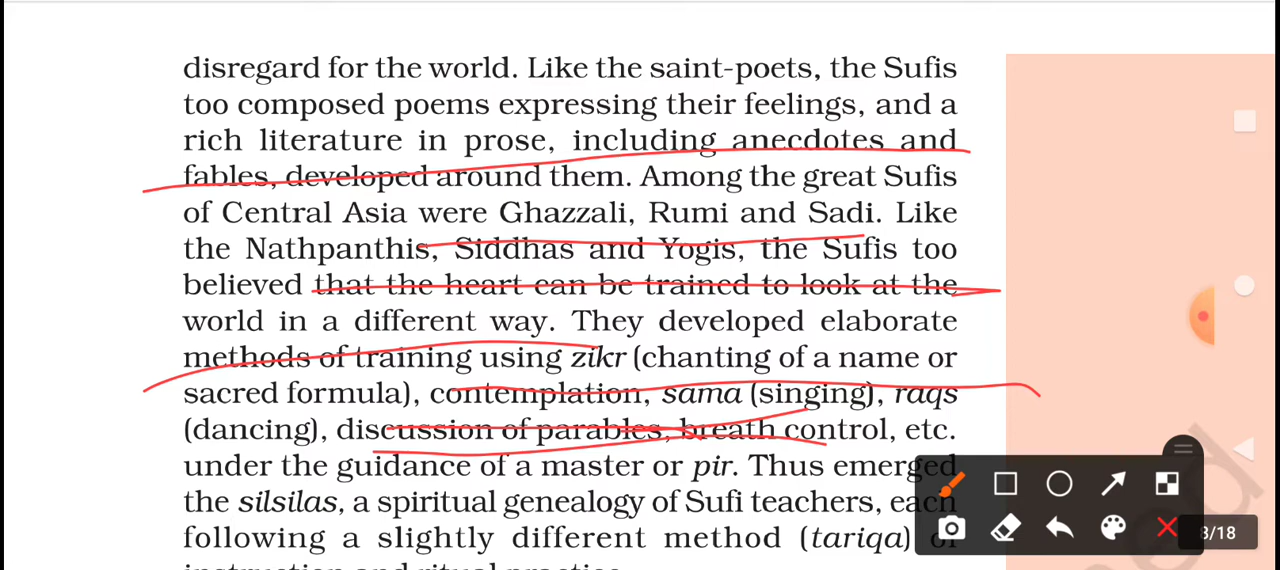 disregard for the world. Like the saint-poets, the Sufis
too composed poems expressing their feelings, and a
rich literature in prose, including anecdotes and
fables, developed around them. Among the great Sufis
of Central Asia were Ghazzali, Rumi and Sadi. Like
the Nathpanthis, Siddhas and Yogis, the Sufis too
believed that the heart can be trained to look at the
world in a different way. They developed elaborate
methods of training using zikr (chanting of a name or
sacred formula), contemplation, sama (singing), raqs
(dancing), discussion of parables, breath control, etc.
under the guidance of a master or pir. Thus emerged
the silsilas, a spiritual genealogy of Sufi teachers, each
following a slightly different method (tariqa) of
instruction and ritual practice.
8/18